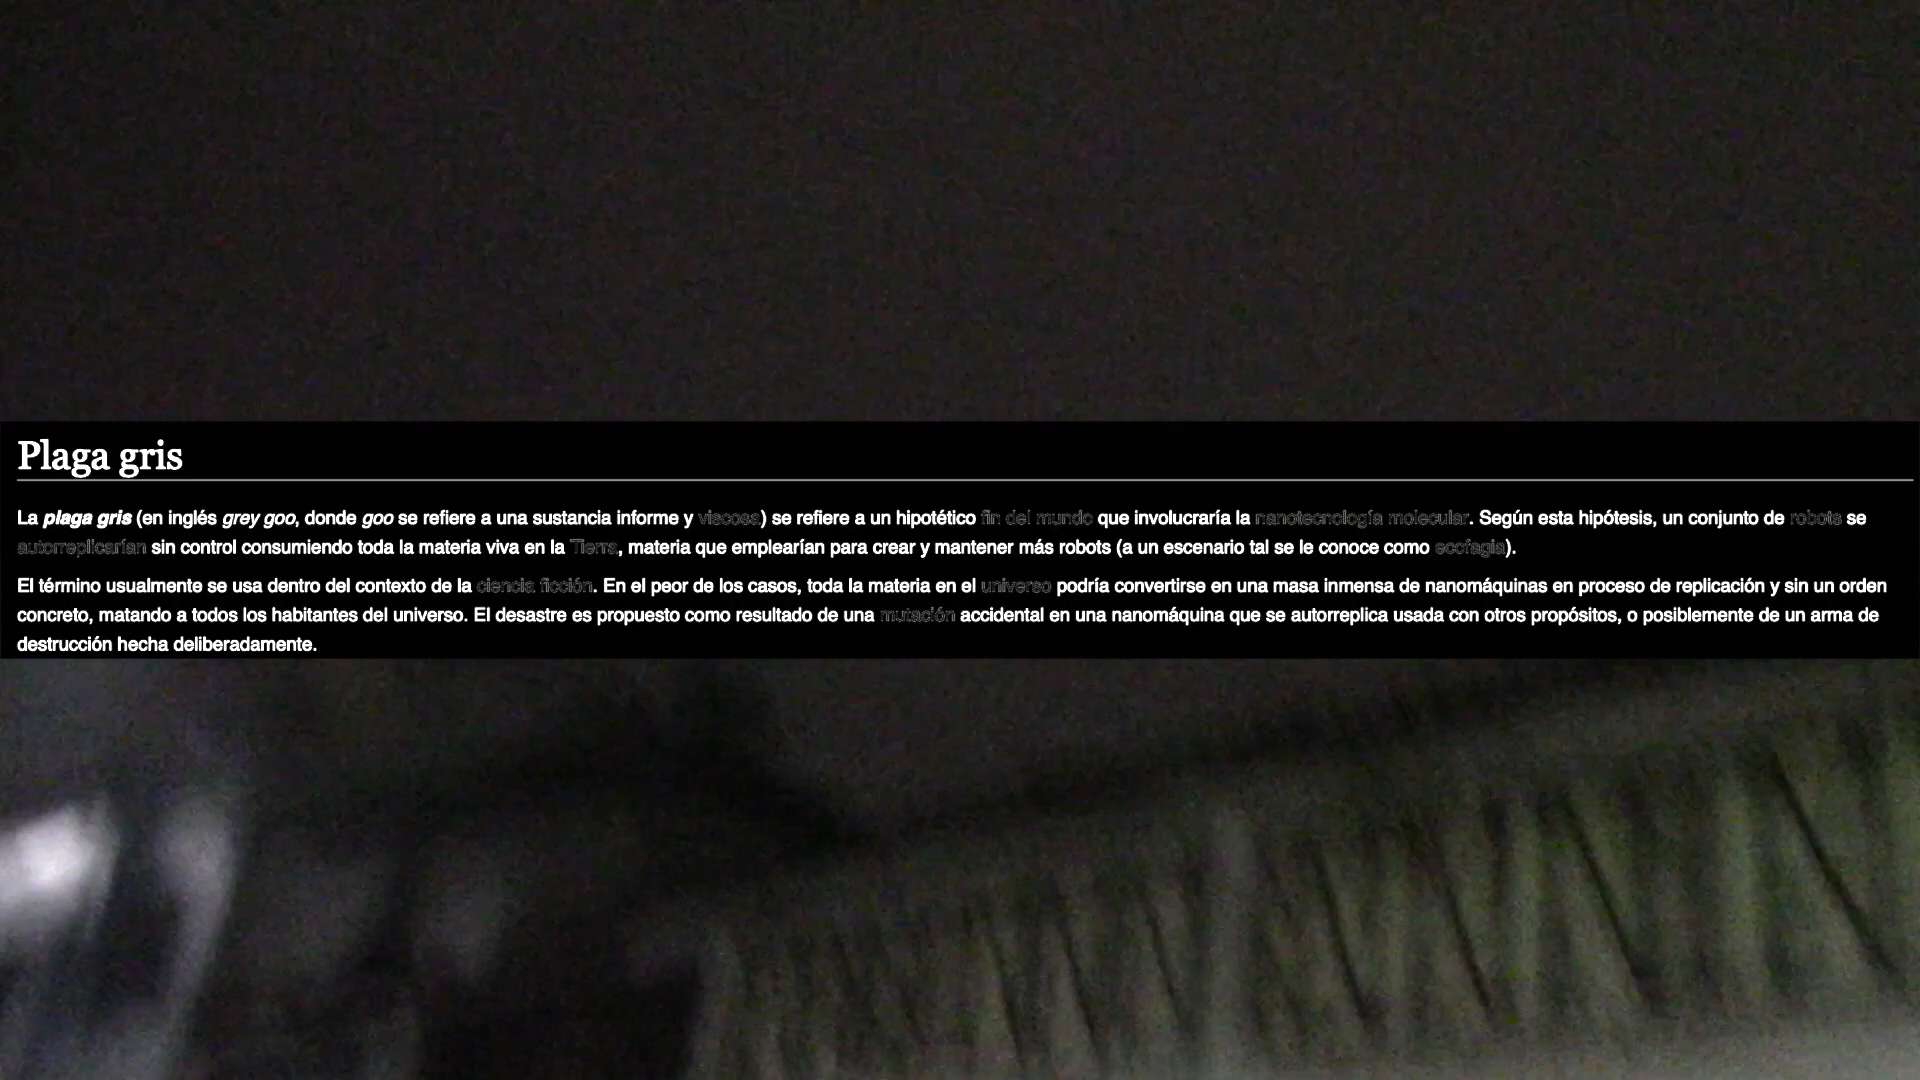 Plaga gris
La plaga gris (en inglés grey goo, donde goo se refiere a una sustancia informe y viscosa) se refiere a un hipotético fin del mundo que involucraría la nanotecnología molecular. Según esta hipótesis, un conjunto de robots se
autorreplicarían sin control consumiendo toda la materia viva en la Tierra, materia que emplearían para crear y mantener más robots (a un escenario tal se le conoce como ecofagia).
El término usualmente se usa dentro del contexto de la ciencia ficción. En el peor de los casos, toda la materia en el universo podría convertirse en una masa inmensa de nanomáquinas en proceso de replicación y sin un orden
concreto, matando a todos los habitantes del universo. El desastre es propuesto como resultado de una mutación accidental en una nanomáquina que se autorreplica usada con otros propósitos, o posiblemente de un arma de
destrucción hecha deliberadamente.